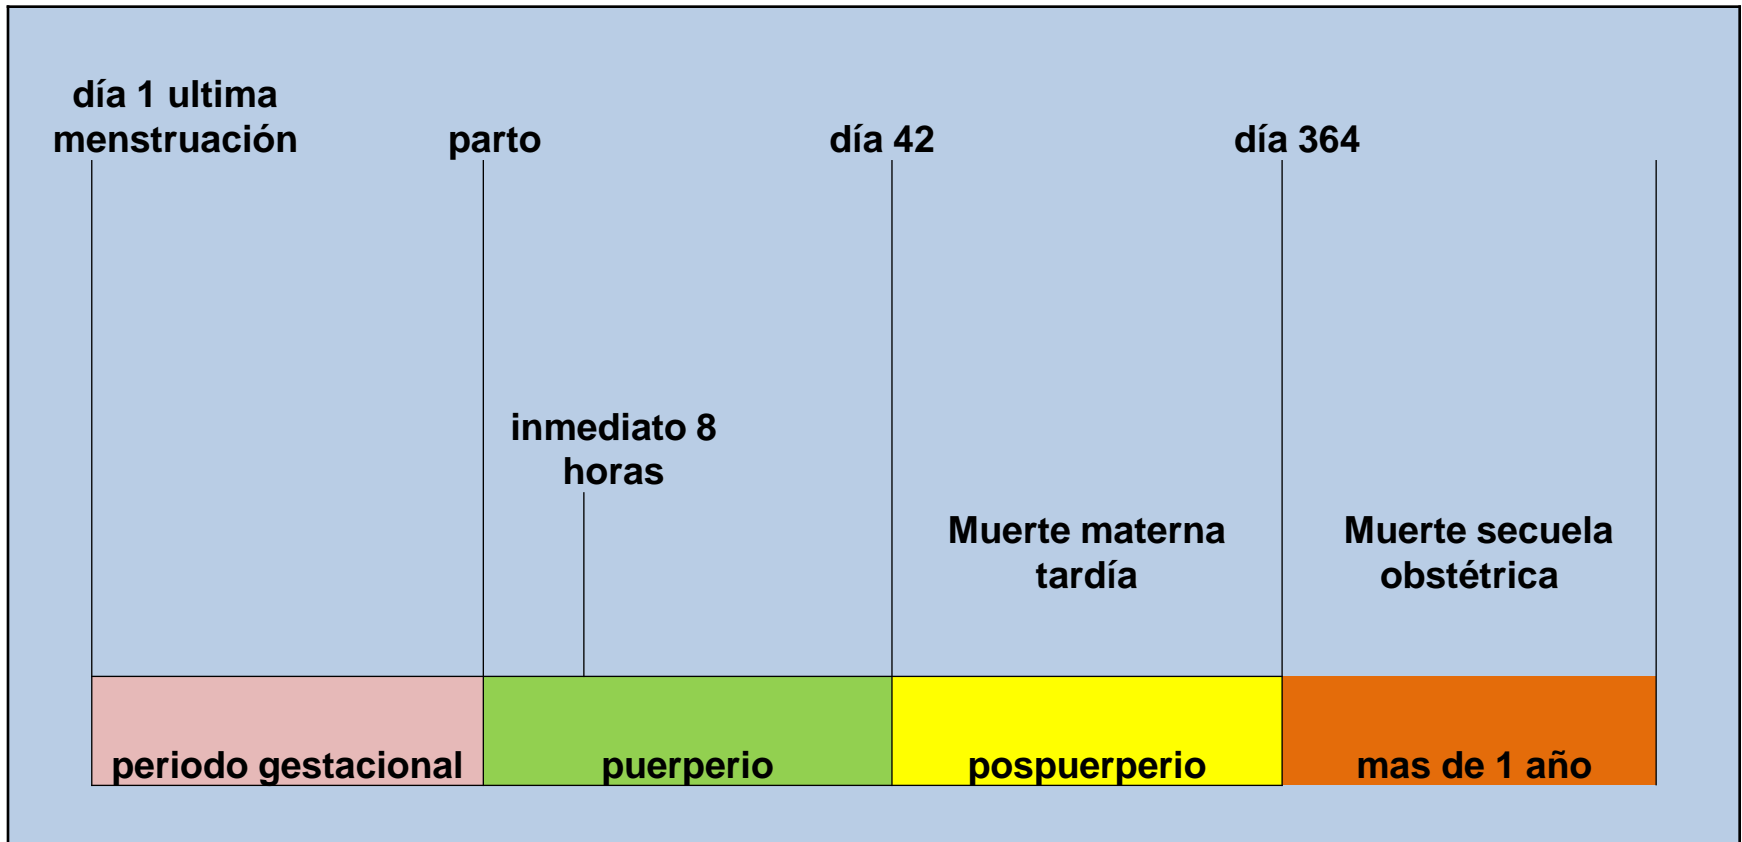 día 1 ultima
menstruación
parto
día 42
día 364
inmediato 8
horas
Muerte materna
tardía
Muerte secuela
obstétrica
periodo gestacional
puerperio
pospuerperio
mas de 1 año